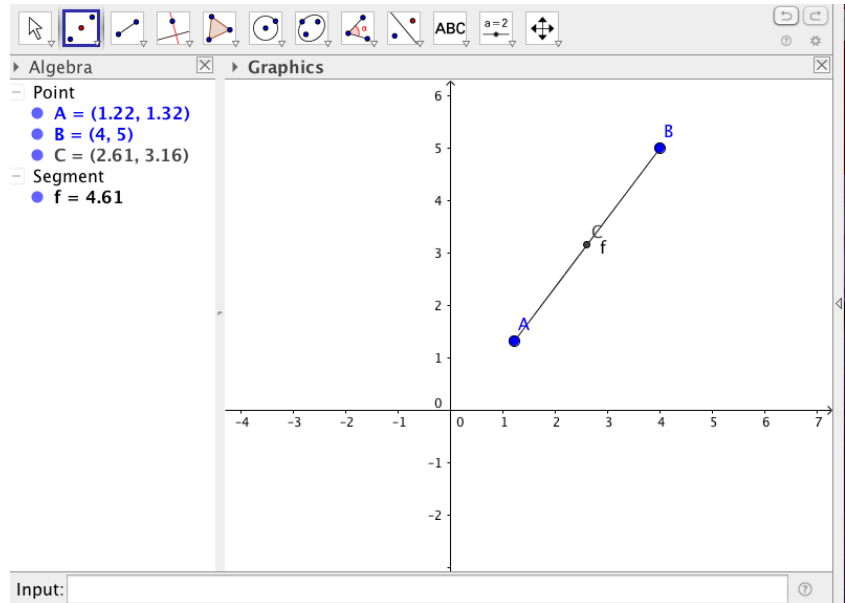 ABC
a=2
Algebra
Graphics
Point
A = (1.22, 1.32)
B = (4, 5)
C = (2.61, 3.16)
Segment
f = 4.61
6
5
4
3
2
1
0
-1
-2
-4 -3 -2 -1 0 1 2 3 4 5 6 7
B
C
f
A
α
Input: